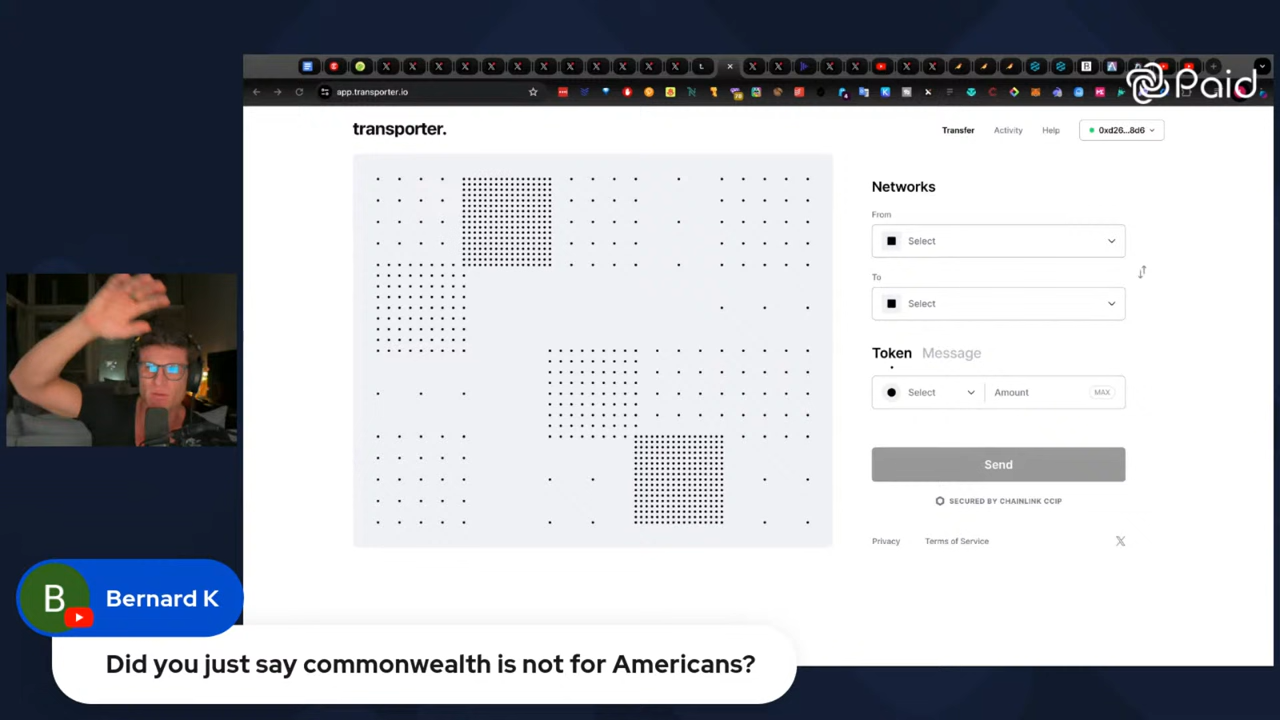 Paid
app.transporter.io
transporter.
Transfer
Activity
Help
0xd26...8d6
Networks
From
Select
To
Select
Token
Message
Select
Amount
MAX
Send
SECURED BY CHAINLINK CCIP
Privacy
Terms of Service
B
Bernard K
Did you just say commonwealth is not for Americans?